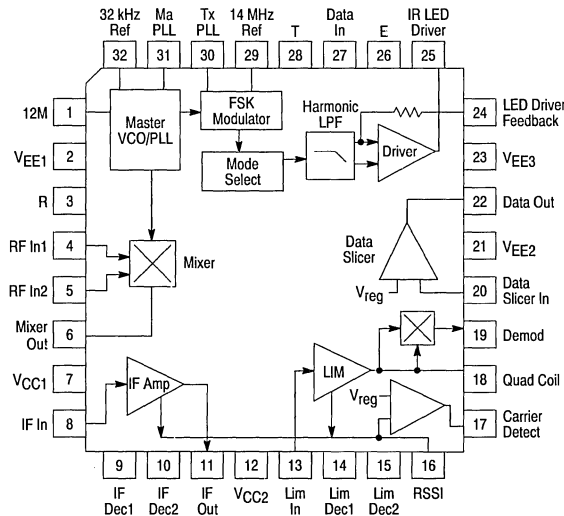 32 kHz Ref
Ma PLL
Tx PLL
14 MHz Ref
T
Data In
E
IR LED Driver
32
31
30
29
28
27
26
25
12M
1
VEE1
2
R
3
RF In1
4
RF In2
5
Mixer Out
6
VCC1
7
IF In
8
Master VCO/PLL
FSK Modulator
Mode Select
Harmonic LPF
Driver
Mixer
Data Slicer
Vreg
IF Amp
LIM
Vreg
24
LED Driver Feedback
23
VEE3
22
Data Out
21
VEE2
20
Data Slicer In
19
Demod
18
Quad Coil
17
Carrier Detect
9
10
11
12
13
14
15
16
IF Dec1
IF Dec2
IF Out
VCC2
Lim In
Lim Dec1
Lim Dec2
RSSI